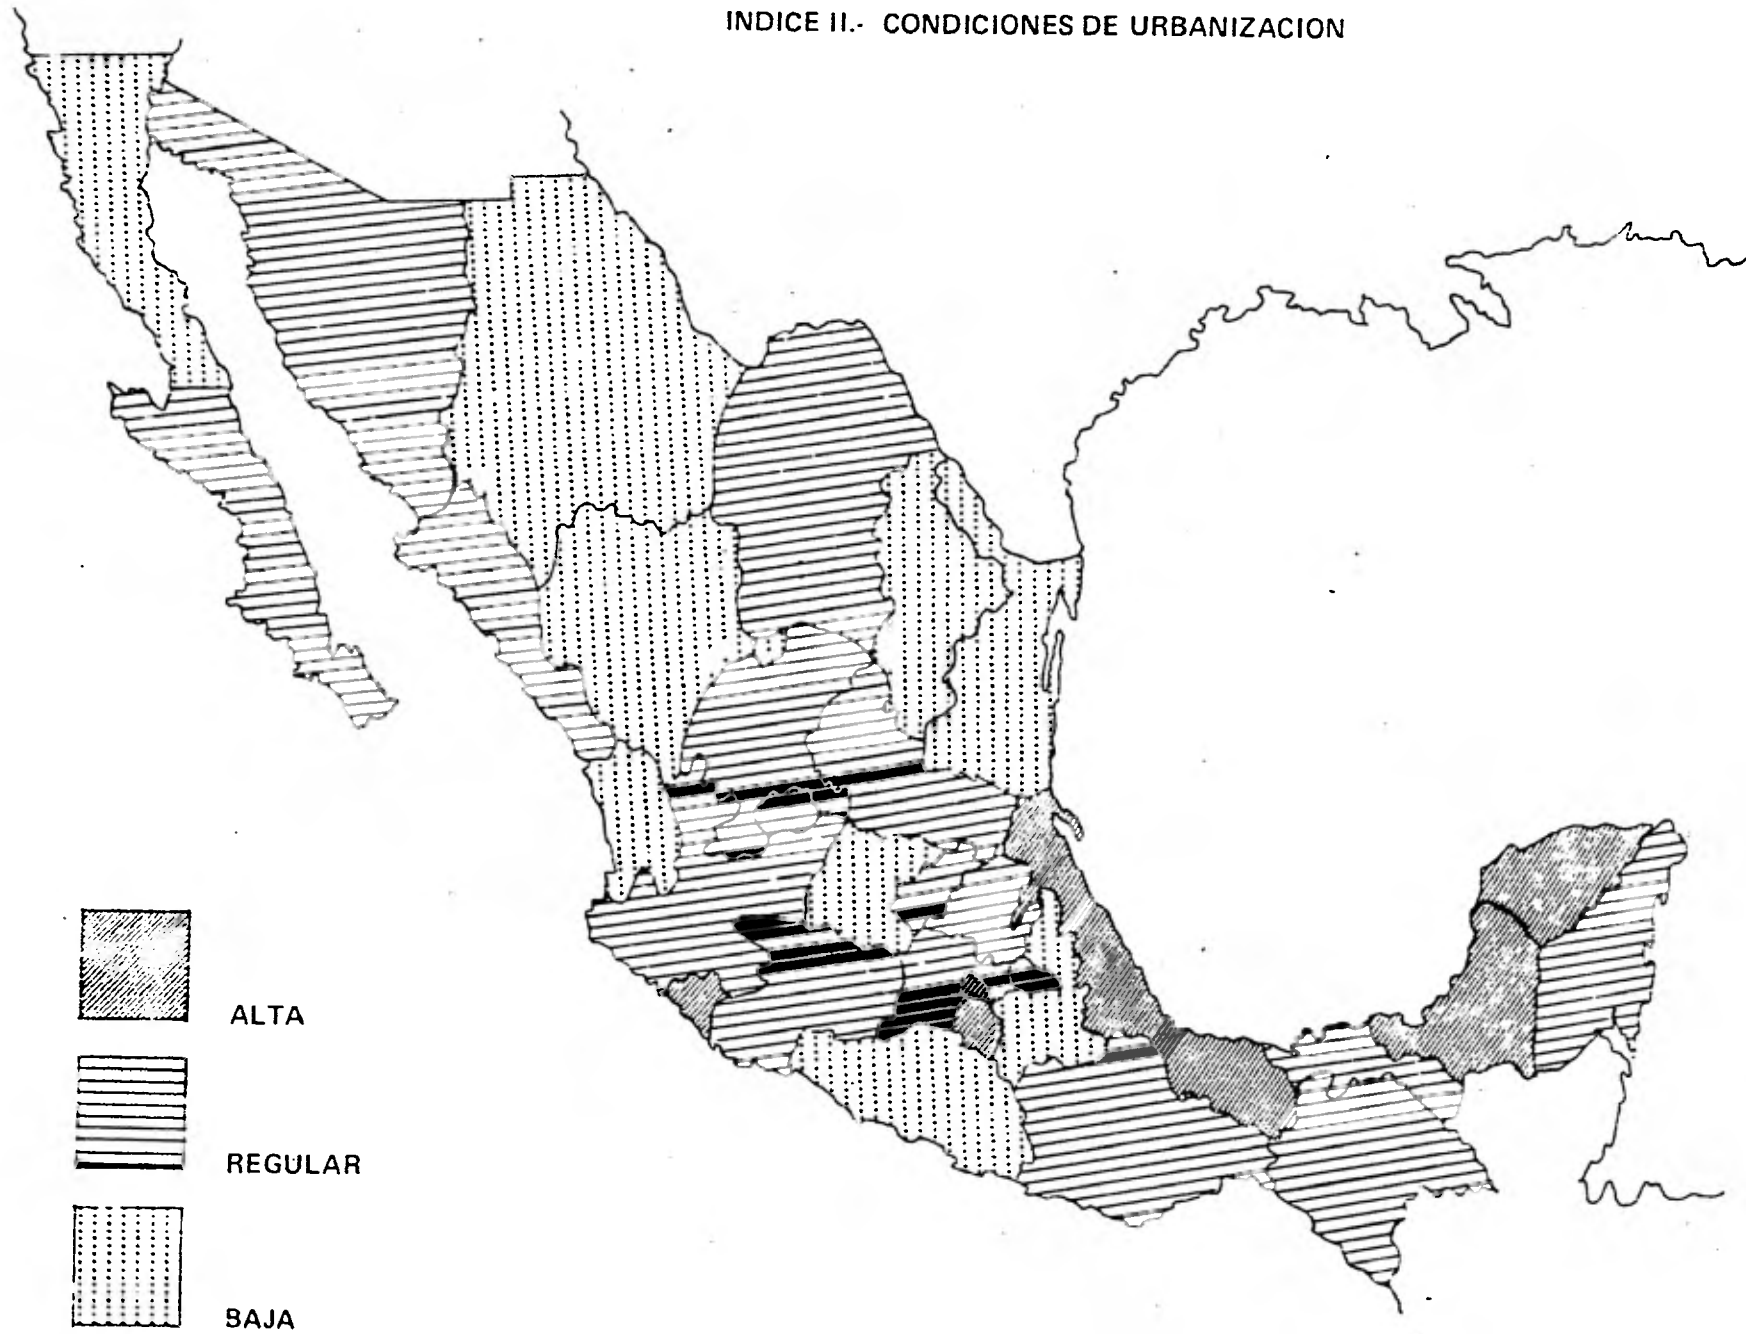 INDICE II.- CONDICIONES DE URBANIZACION
ALTA
REGULAR
BAJA